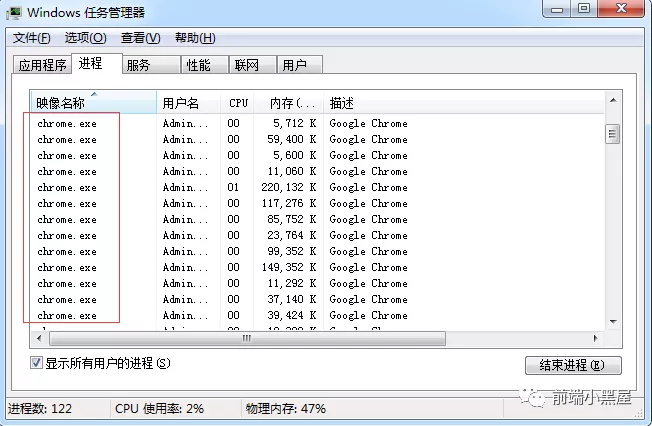 Windows 任务管理器
文件(F) 选项(O) 查看(V) 帮助(H)
应用程序 进程 服务 性能 联网 用户
映像名称 用户名 CPU 内存(... 描述
chrome.exe Admin... 00 5,712 K Google Chrome
chrome.exe Admin... 00 59,400 K Google Chrome
chrome.exe Admin... 00 5,600 K Google Chrome
chrome.exe Admin... 00 11,060 K Google Chrome
chrome.exe Admin... 01 220,132 K Google Chrome
chrome.exe Admin... 00 117,276 K Google Chrome
chrome.exe Admin... 00 85,752 K Google Chrome
chrome.exe Admin... 00 23,764 K Google Chrome
chrome.exe Admin... 00 99,352 K Google Chrome
chrome.exe Admin... 00 149,352 K Google Chrome
chrome.exe Admin... 00 11,292 K Google Chrome
chrome.exe Admin... 00 37,140 K Google Chrome
chrome.exe Admin... 00 39,424 K Google Chrome
显示所有用户的进程(S) 结束进程(E)
前端小黑屋
进程数: 122 CPU 使用率: 2% 物理内存: 47%